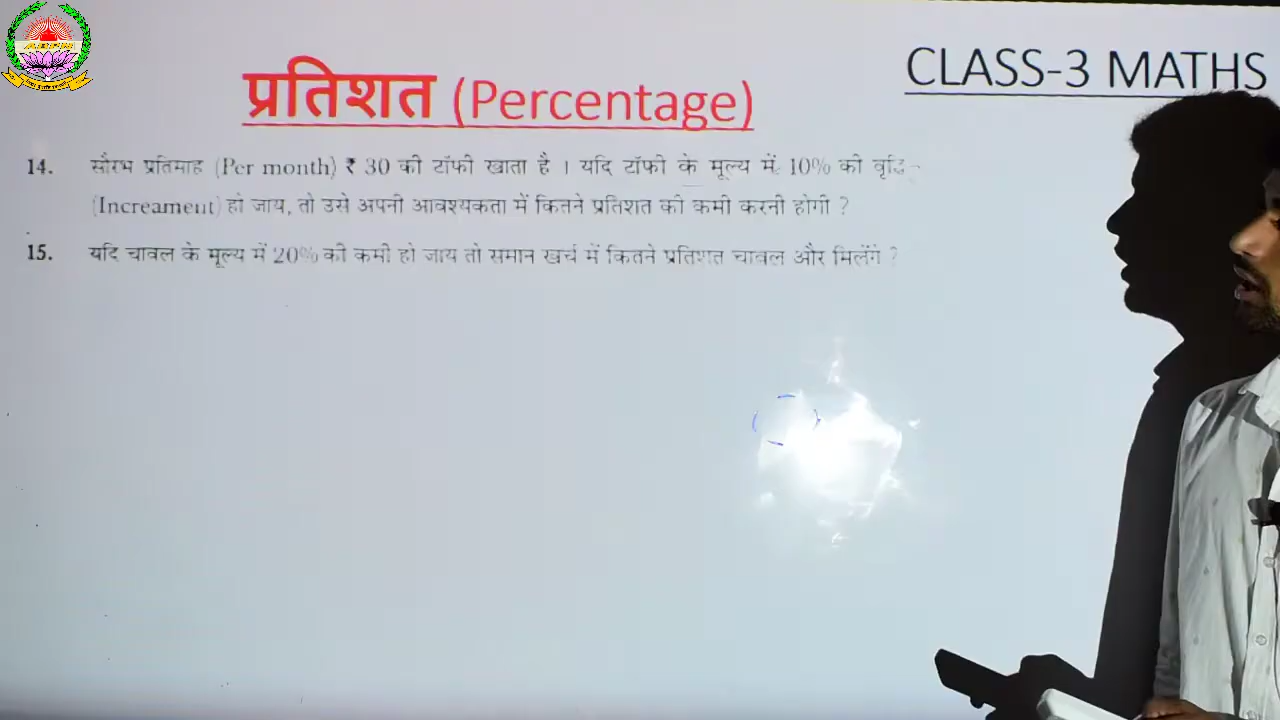 CLASS-3 MATHS
प्रतिशत (Percentage)
14. सौरभ प्रतिमाह (Per month) ₹ 30 की टॉफी खाता है । यदि टॉफी के मूल्य में 10% की वृद्धि
(Increament) हो जाय, तो उसे अपनी आवश्यकता में कितने प्रतिशत की कमी करनी होगी ?
15. यदि चावल के मूल्य में 20% की कमी हो जाय तो समान खर्च में कितने प्रतिशत चावल और मिलेंगे ?